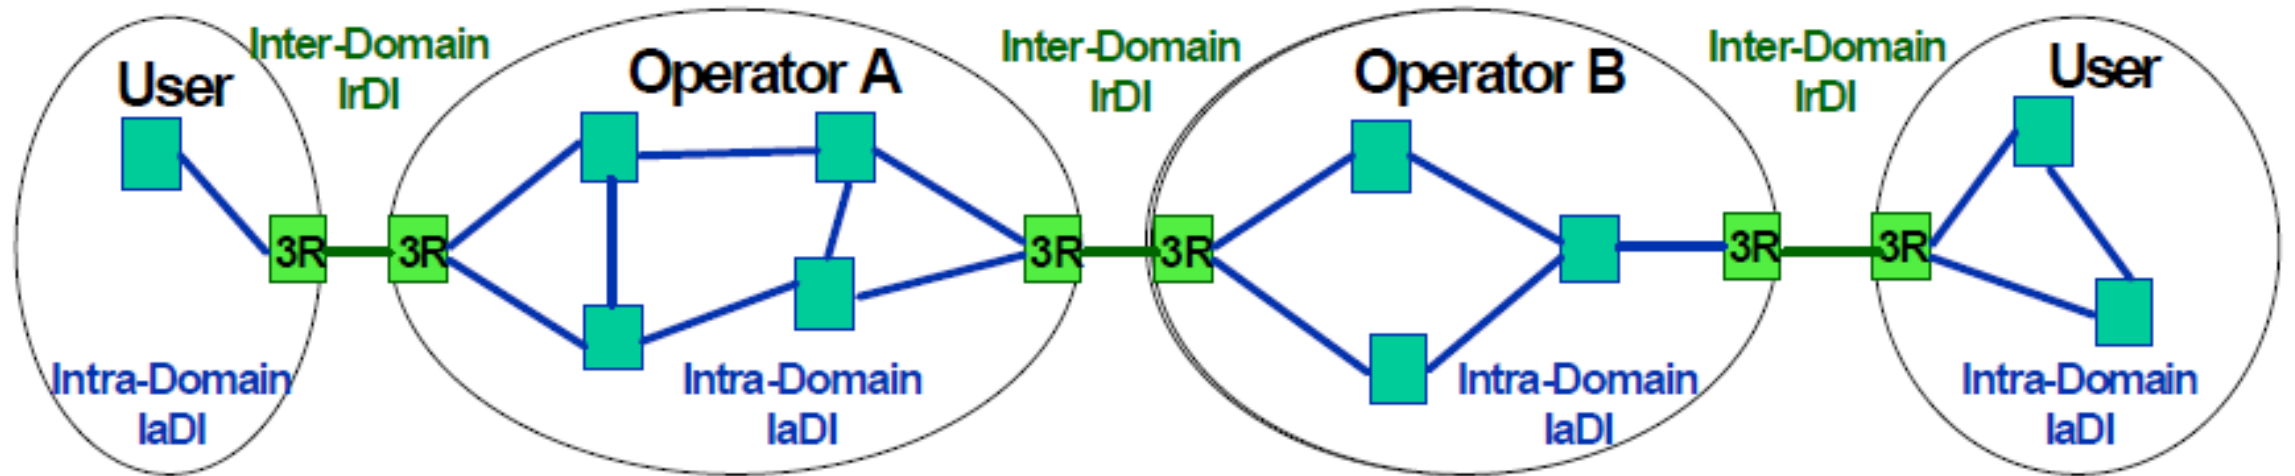 User
Inter-Domain
IrDI
Operator A
Inter-Domain
IrDI
Operator B
Inter-Domain
IrDI
User
3R
3R
3R
3R
3R
3R
Intra-Domain
IaDI
Intra-Domain
IaDI
Intra-Domain
IaDI
Intra-Domain
IaDI